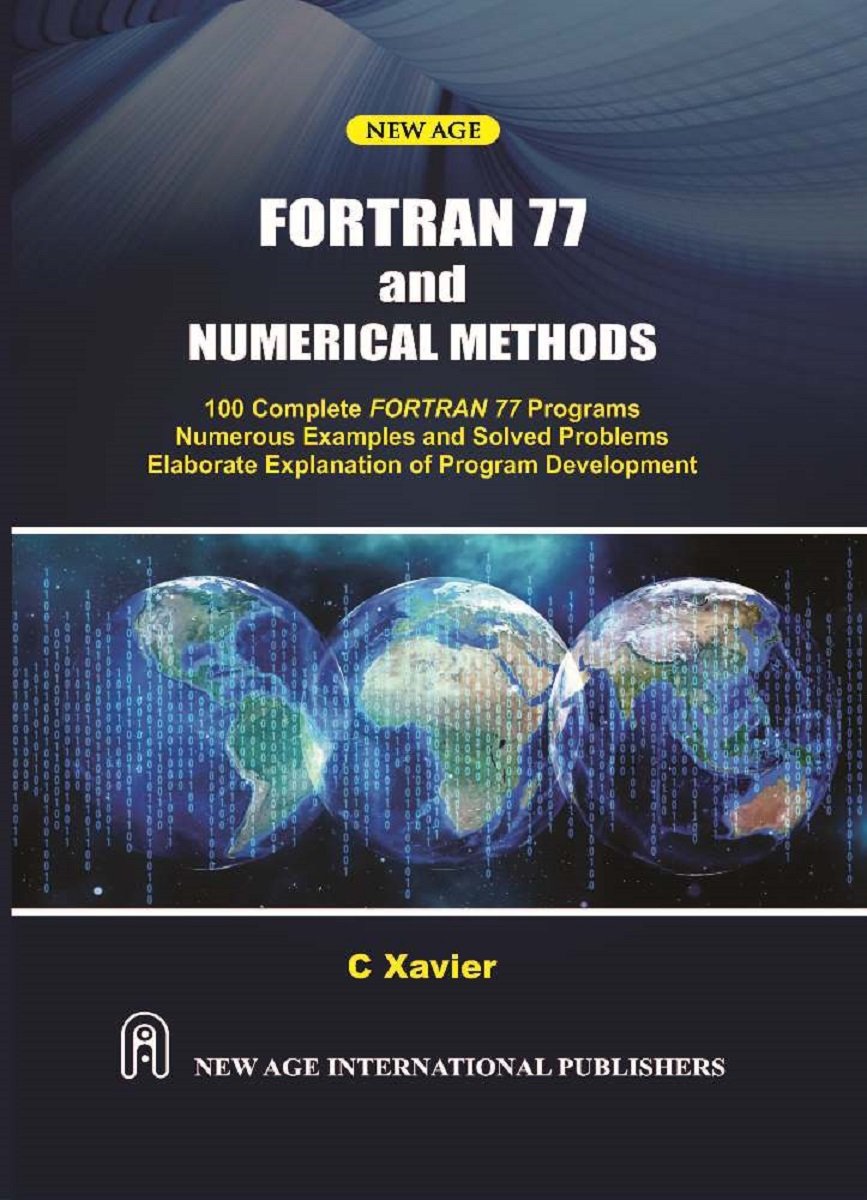 NEW AGE
FORTRAN 77
and
NUMERICAL METHODS
100 Complete FORTRAN 77 Programs
Numerous Examples and Solved Problems
Elaborate Explanation of Program Development
C Xavier
NEW AGE INTERNATIONAL PUBLISHERS